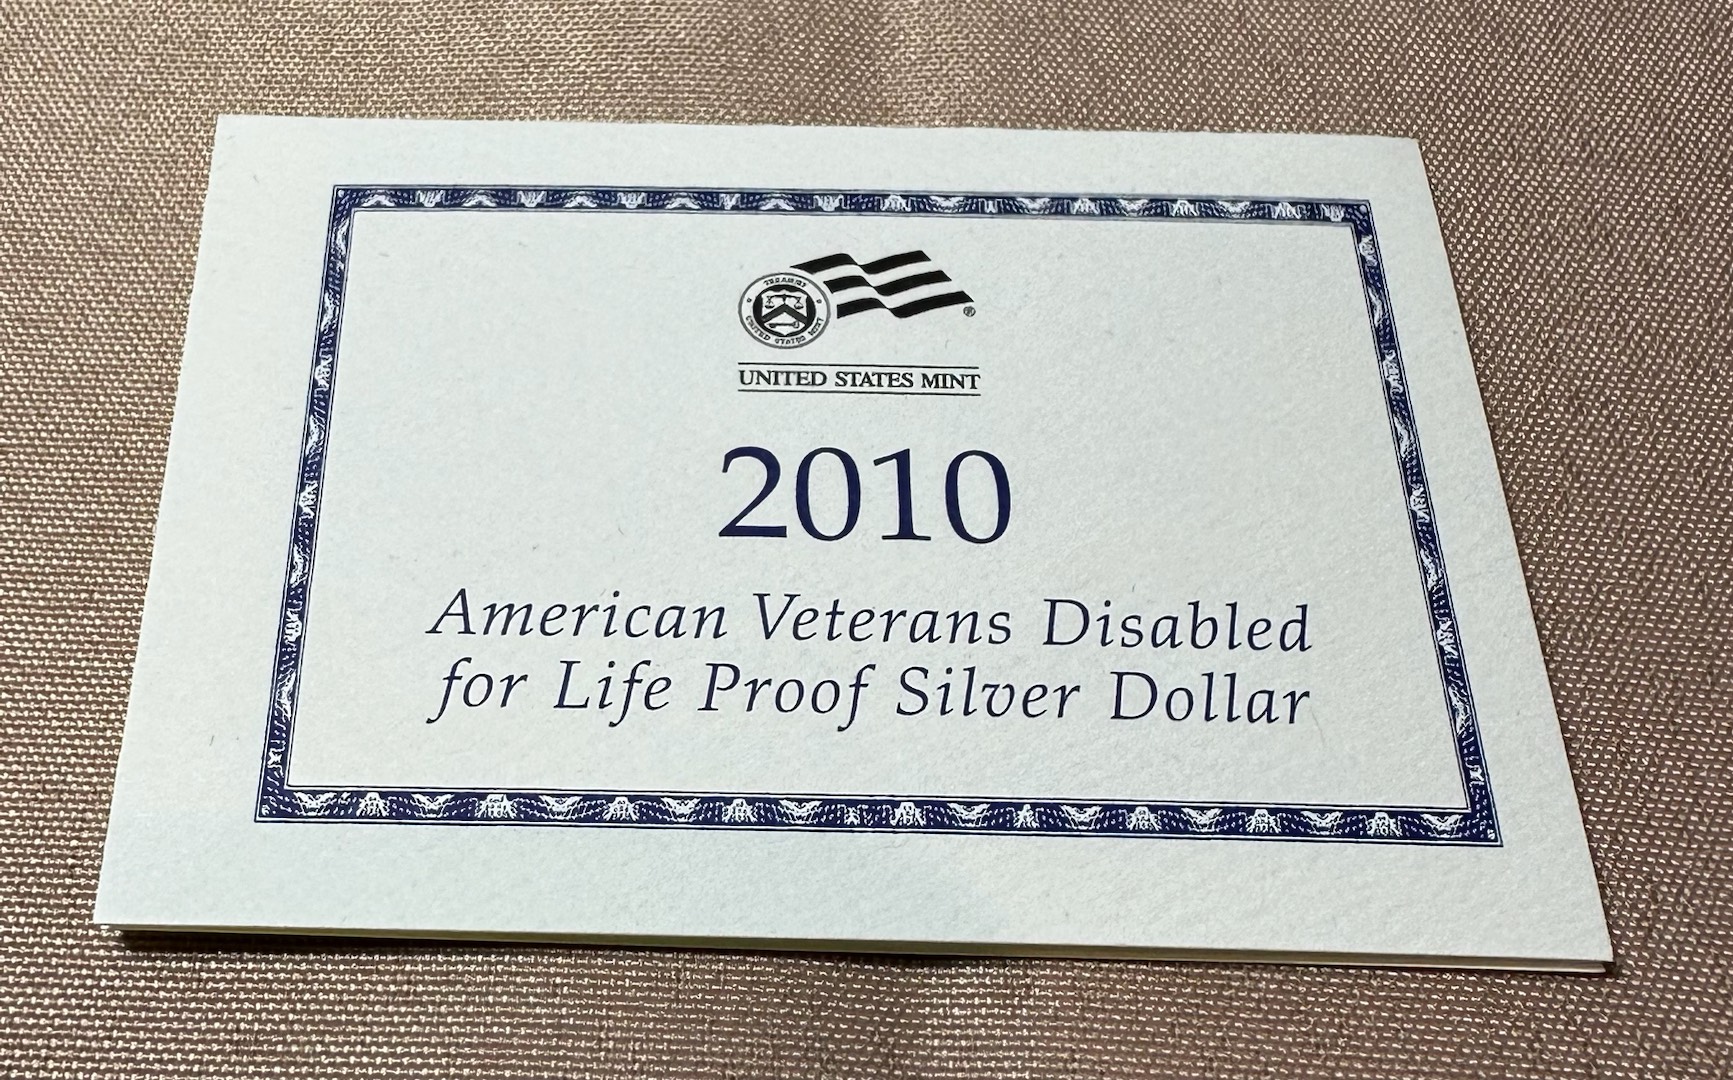 ®
UNITED STATES MINT
2010
American Veterans Disabled
for Life Proof Silver Dollar